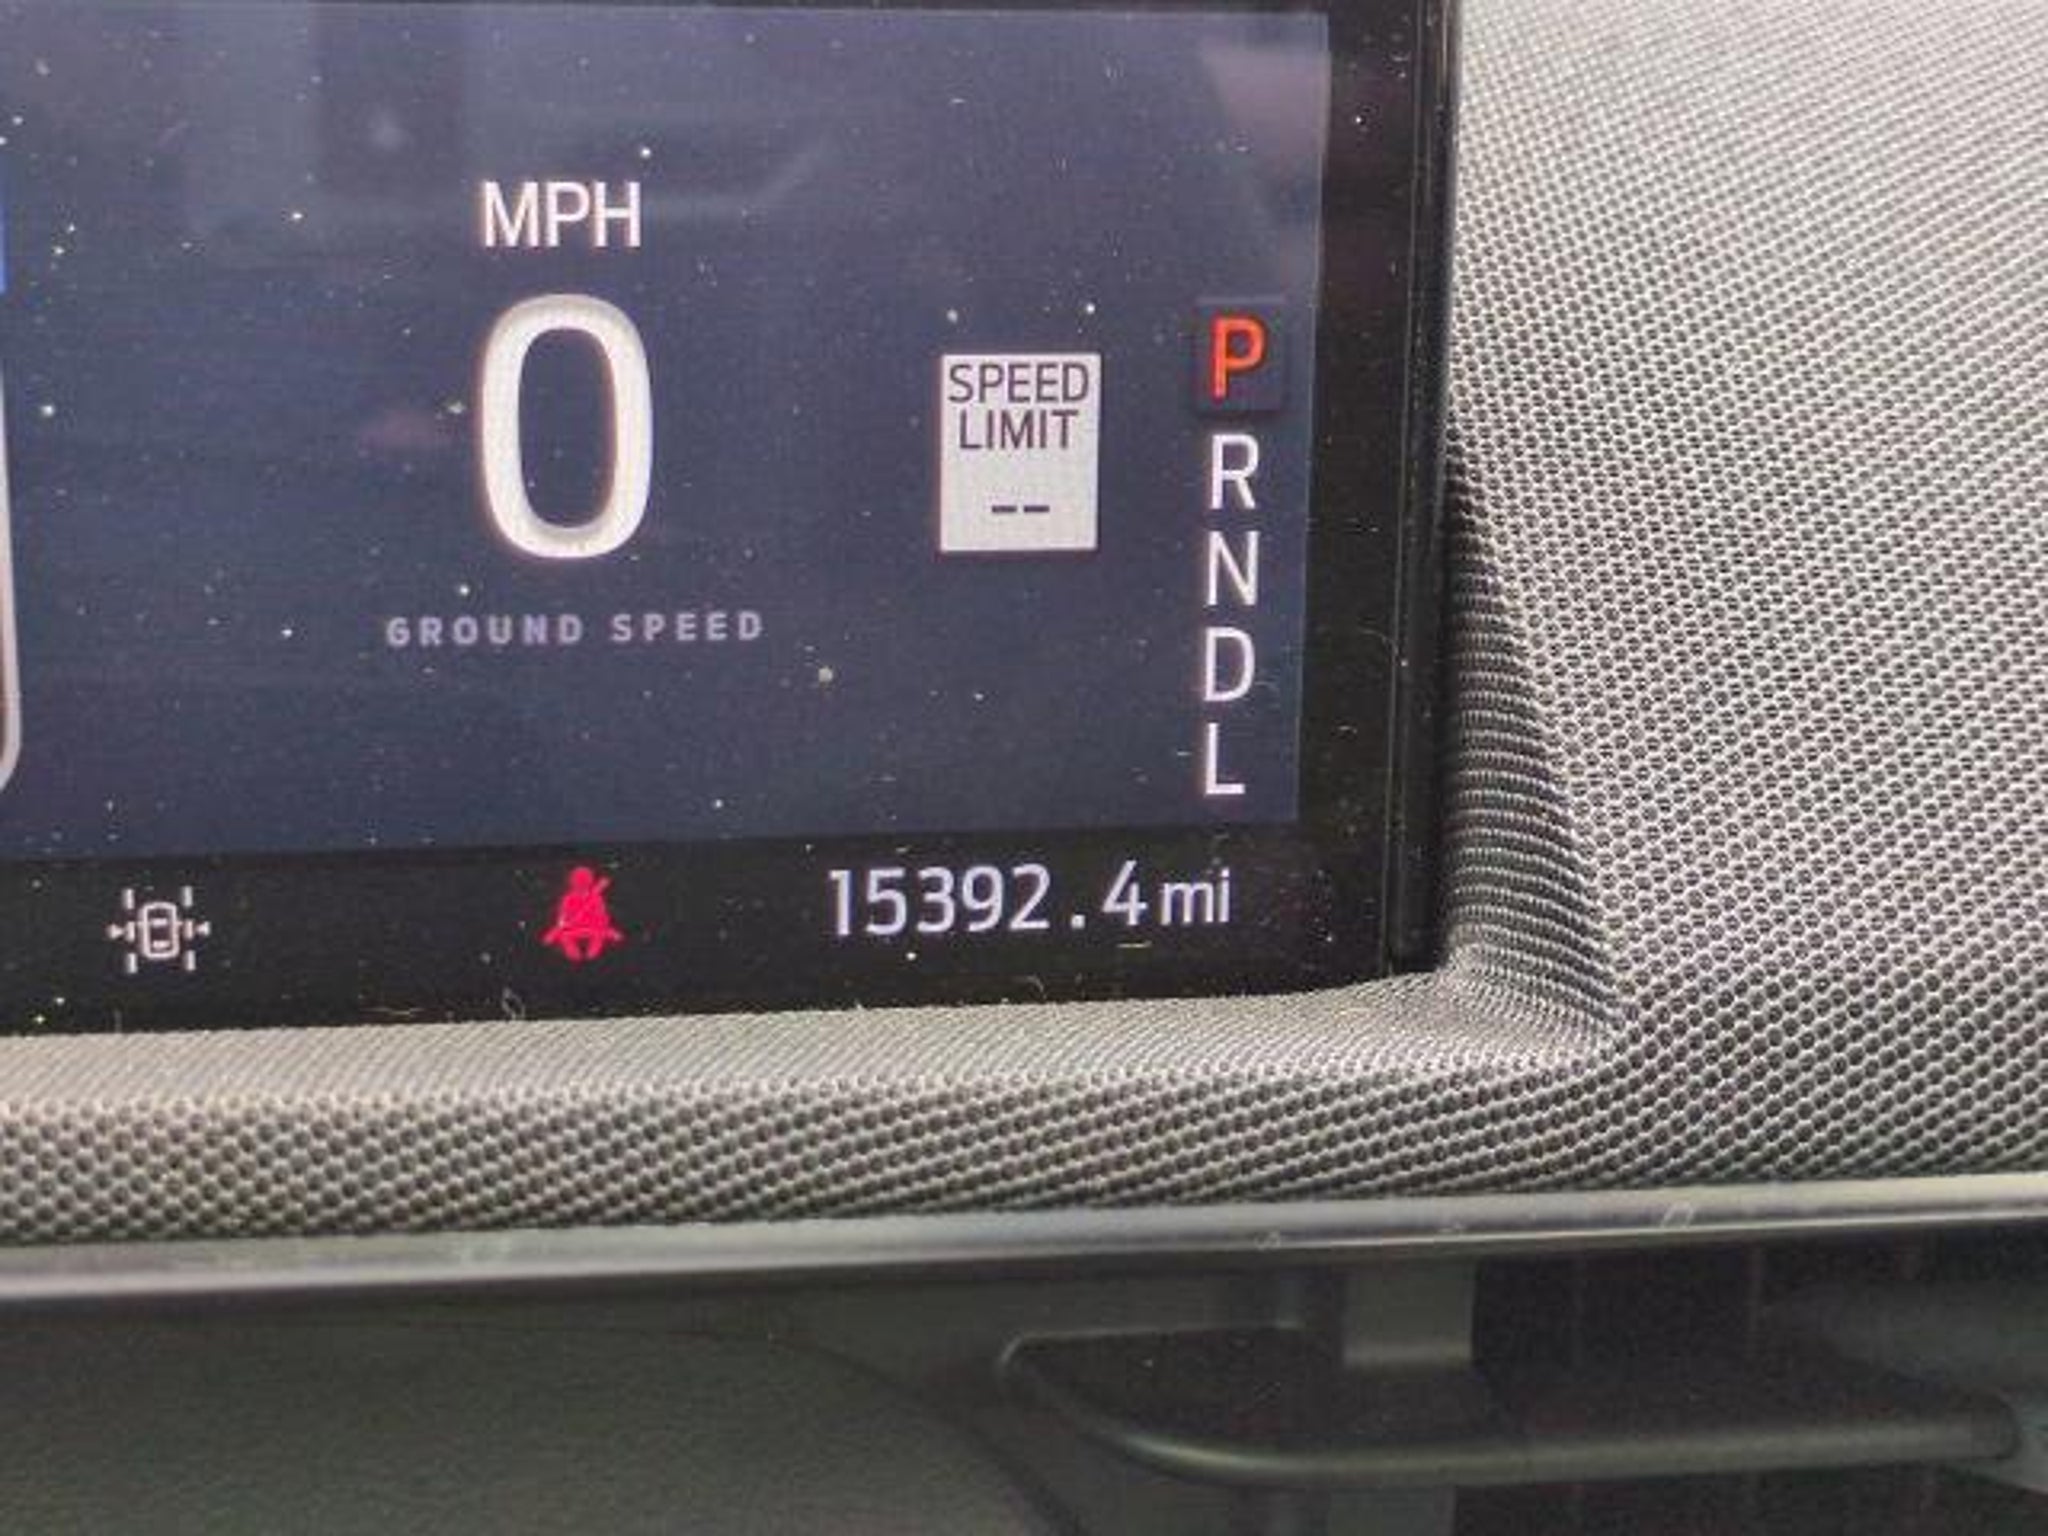 MPH
0
GROUND SPEED
SPEED
LIMIT
--
P
R
N
D
L
15392.4mi